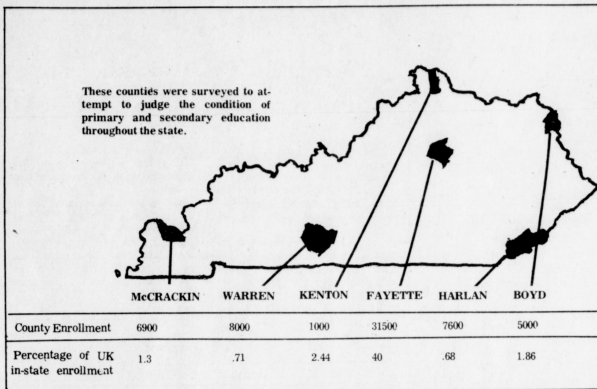 These counties were surveyed to at-
tempt to judge the condition of
primary and secondary education
throughout the state.
McCRACKIN WARREN KENTON FAYETTE HARLAN BOYD
County Enrollment 6900 8000 1000 31500 7600 5000
Percentage of UK 1.3 .71 2.44 40 .68 1.86
in-state enrollment